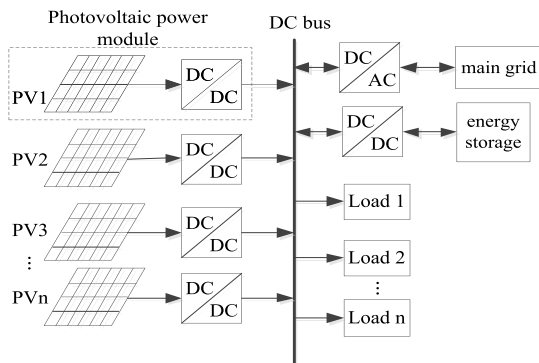 Photovoltaic power
module
DC bus
PV1
DC
DC
DC
AC
main grid
DC
DC
energy
storage
PV2
DC
DC
Load 1
PV3
DC
DC
Load 2
⋮
⋮
PVn
DC
DC
Load n